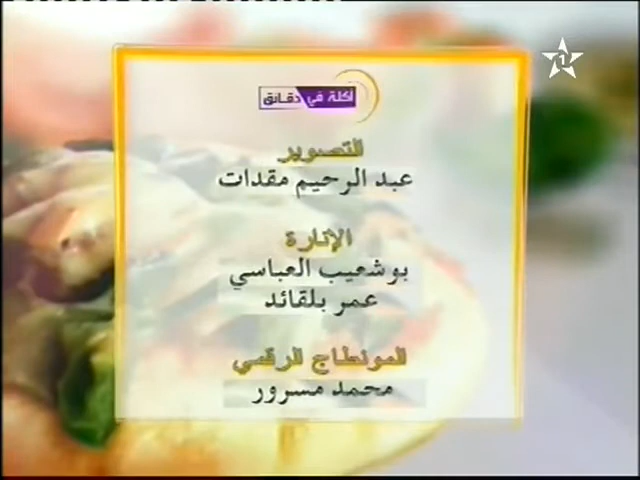 أكلة في دقائق
التصوير
عبد الرحيم مقدات
الإنارة
بوشعيب العباسي
عمر بلقائد
المونطاج الرقمي
محمد مسرور